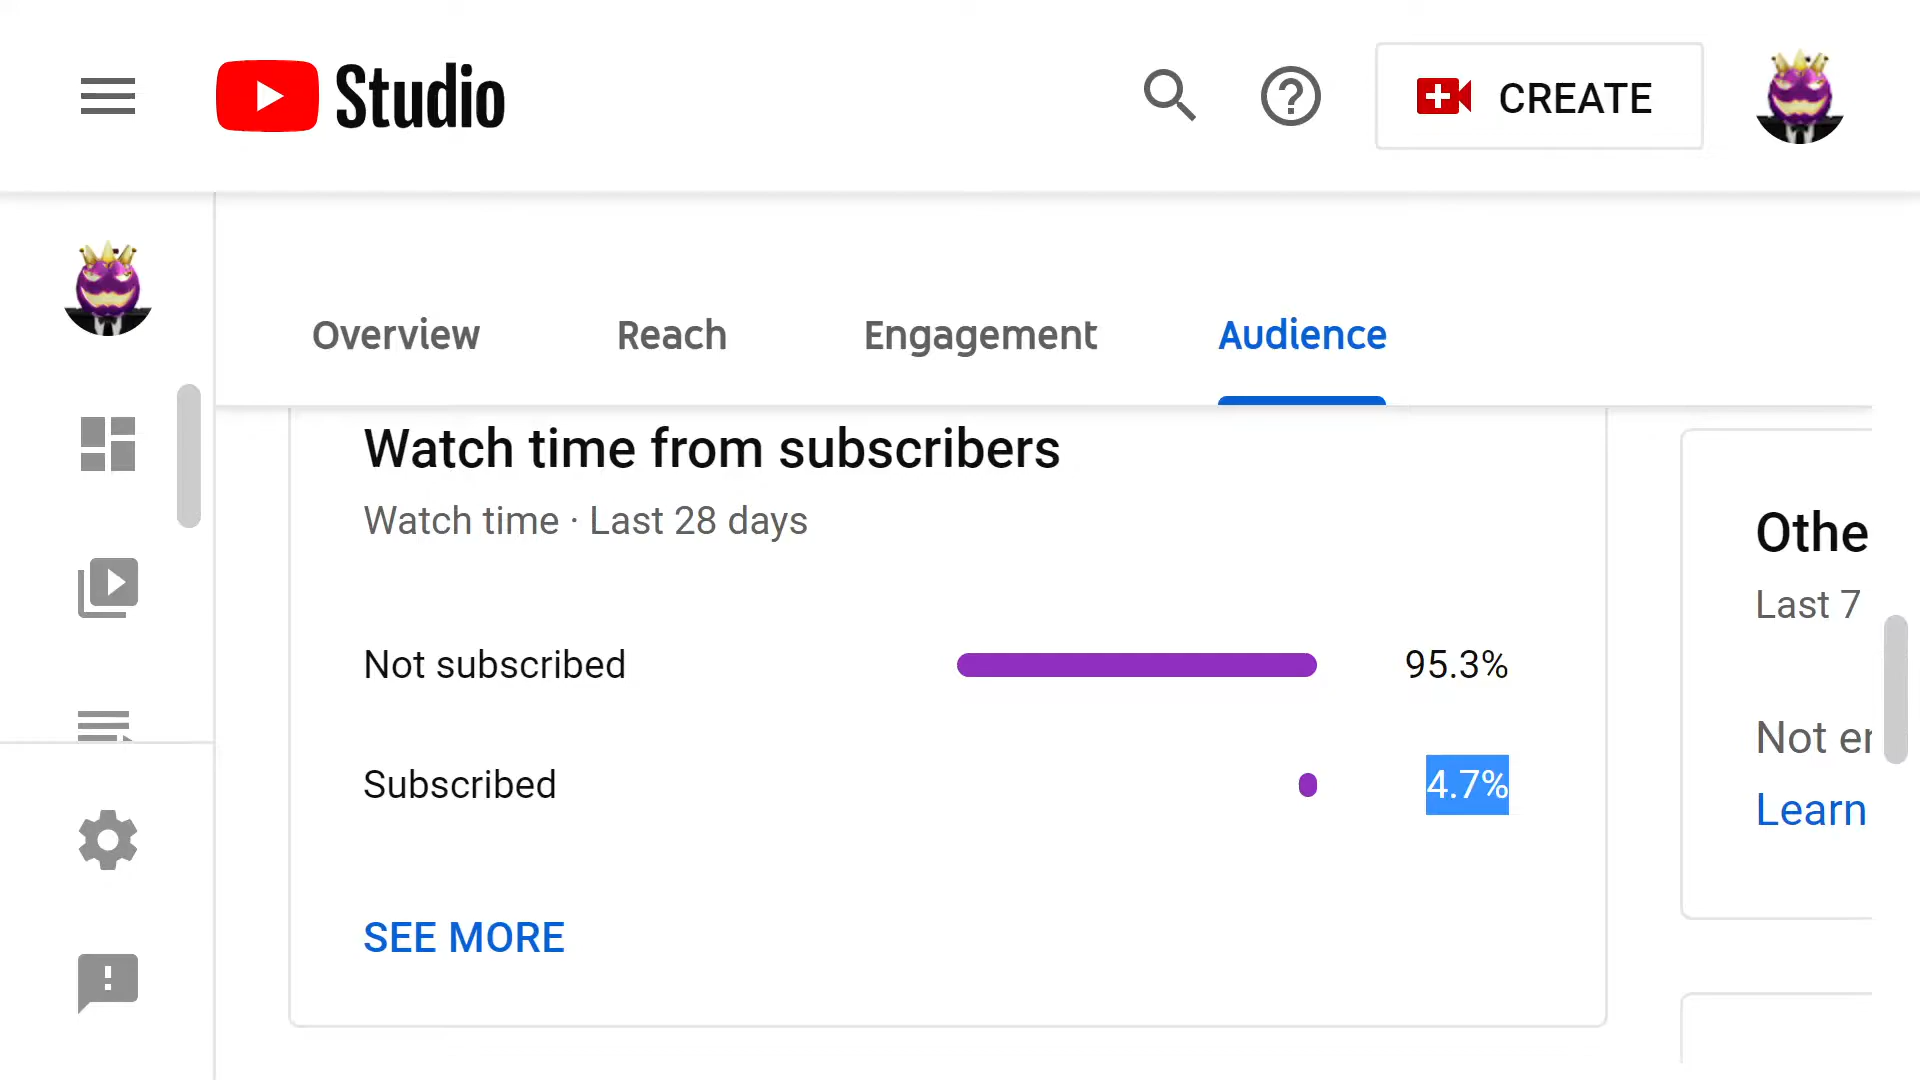 Studio
CREATE
Overview
Reach
Engagement
Audience
Watch time from subscribers
Watch time · Last 28 days
Not subscribed
95.3%
Subscribed
4.7%
SEE MORE
Othe
Last 7
Not er
Learn